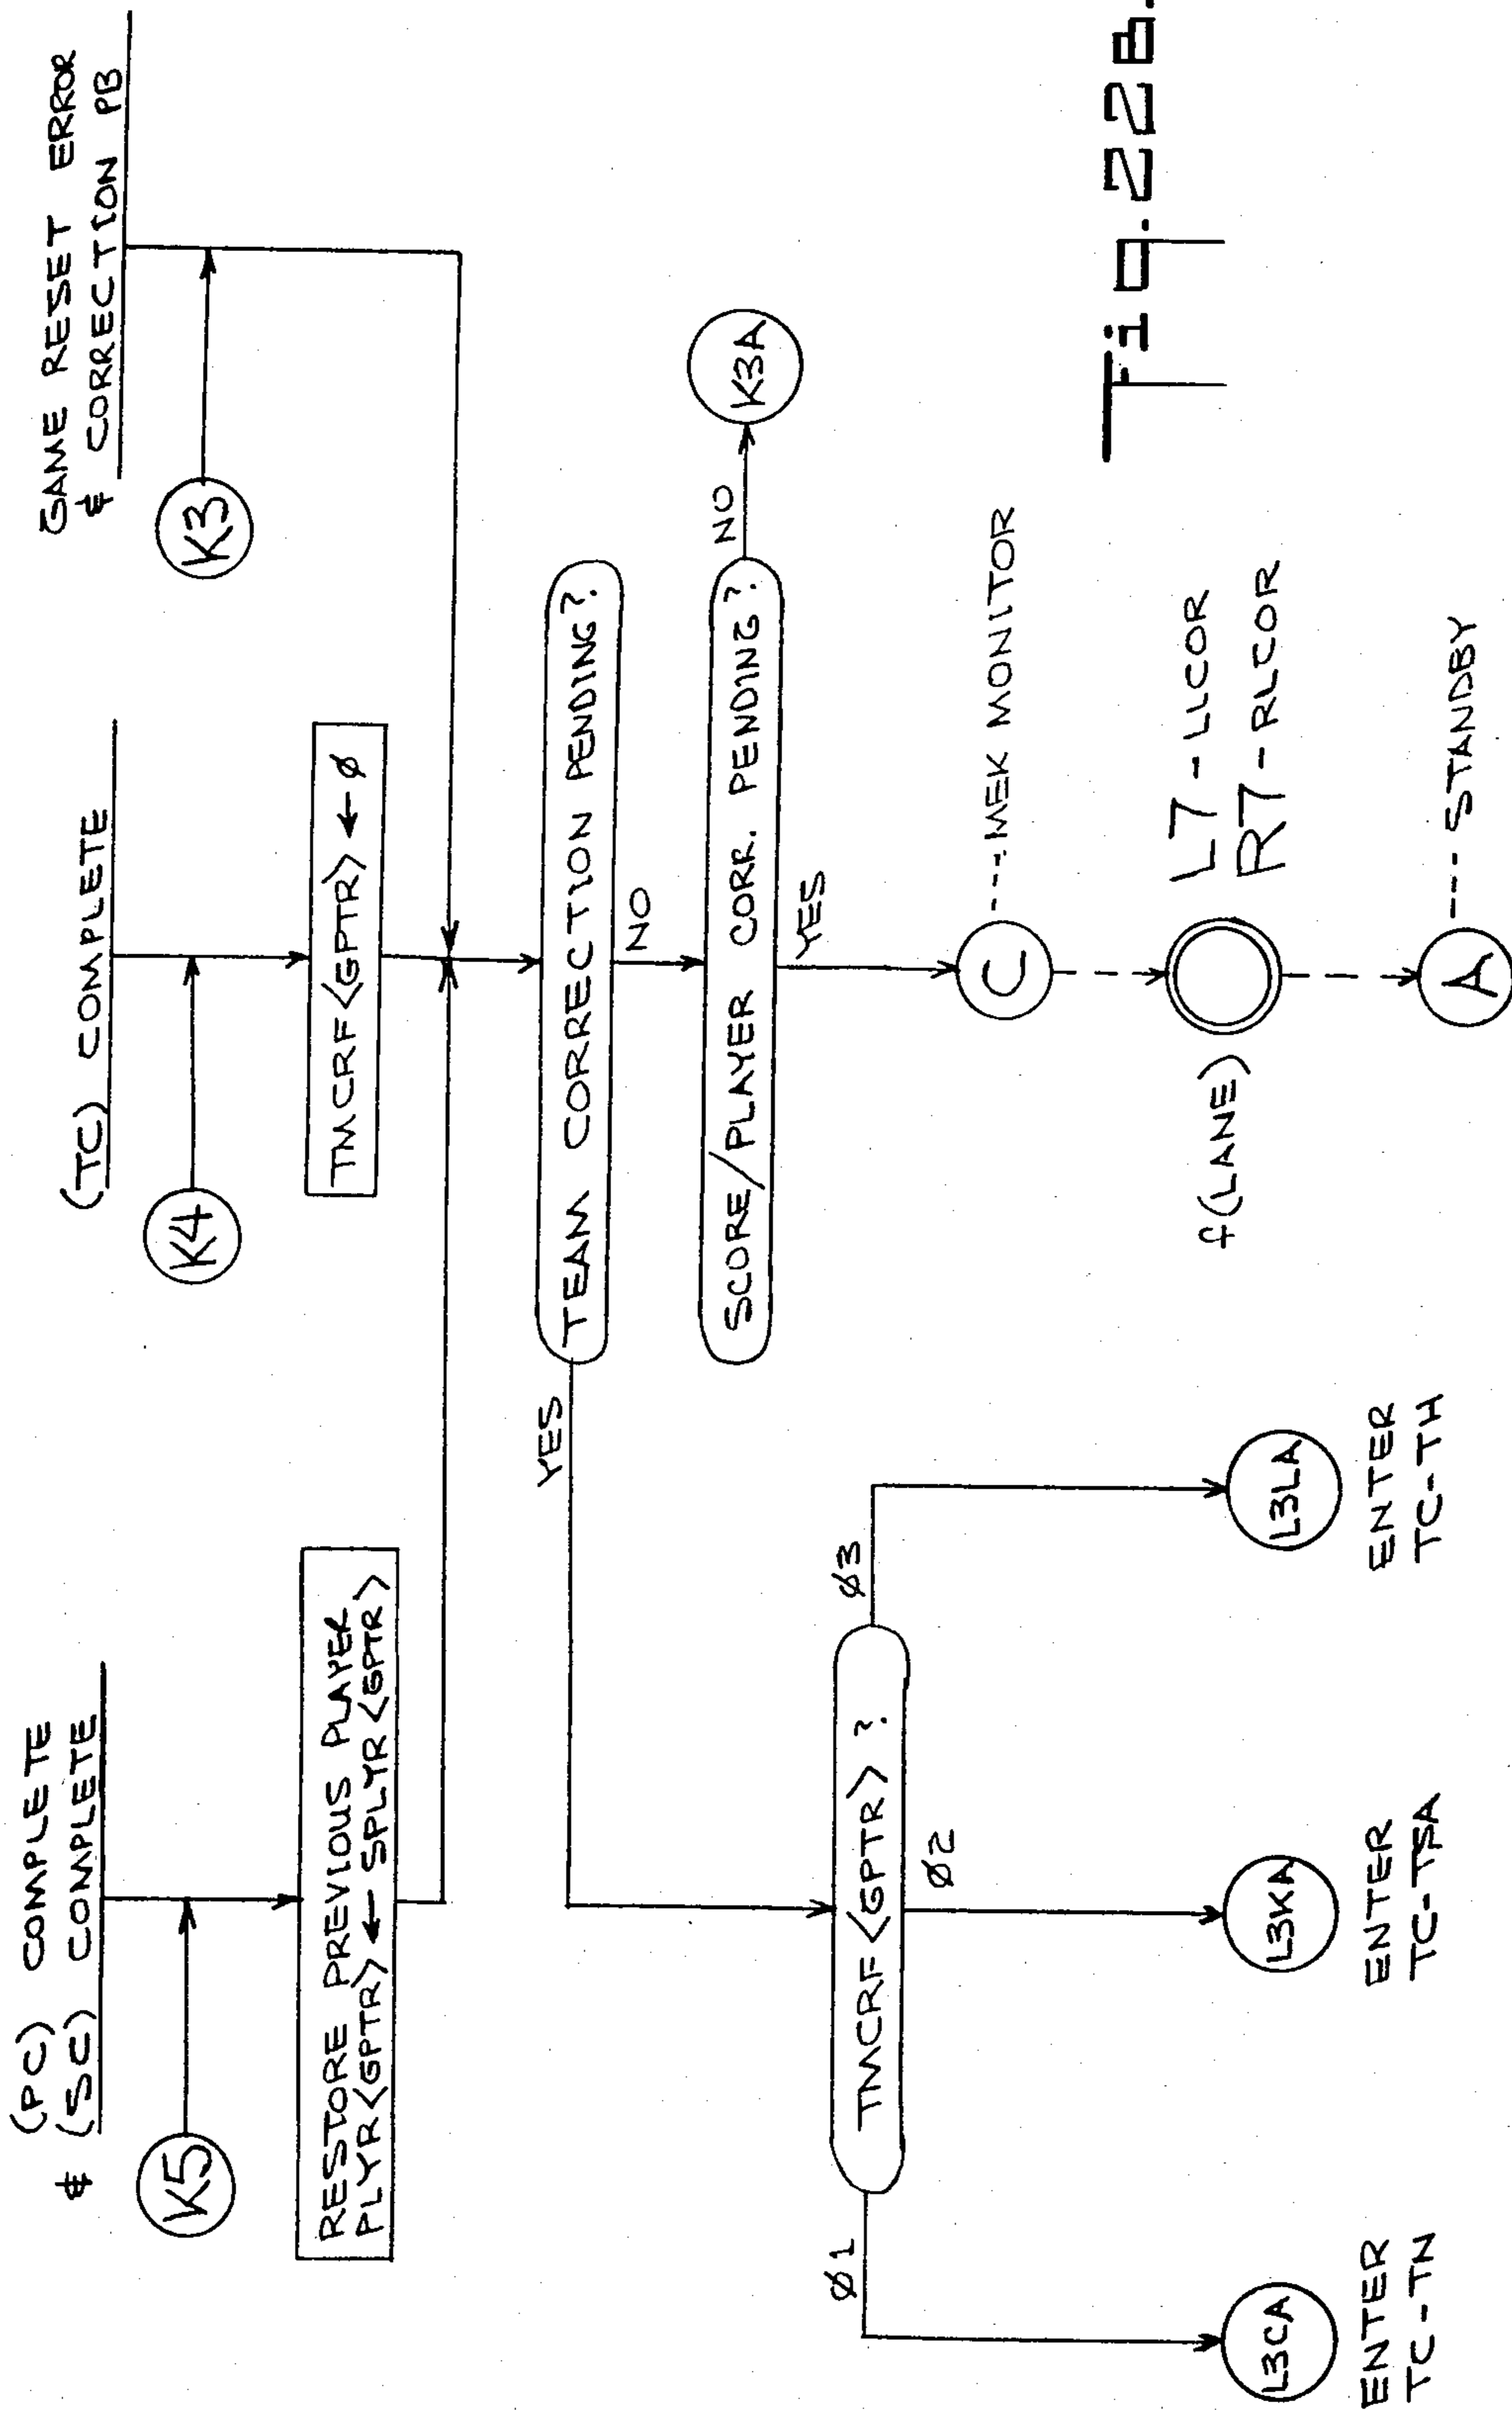 (PC) COMPLETE
& (SC) COMPLETE
K5
RESTORE PREVIOUS PLAYER
PLYR<GPTR> ← SPLYR<GPTR>
(TC) COMPLETE
K4
TMCRF<GPTR> ← Ø
GAME RESET ERROR
& CORRECTION PB
K3
TEAM CORRECTION PENDING?
YES
NO
SCORE/PLAYER CORR. PENDING?
NO
K3A
YES
TMCRF<GPTR>?
Ø1
Ø2
Ø3
L3CA
ENTER
TC-TN
L3KA
ENTER
TC-TSA
L3LA
ENTER
TC-TH
C ---MEK MONITOR
f(LANE)
L7-LLCOR
R7-RLCOR
A --- STANDBY
Fig. 22B.